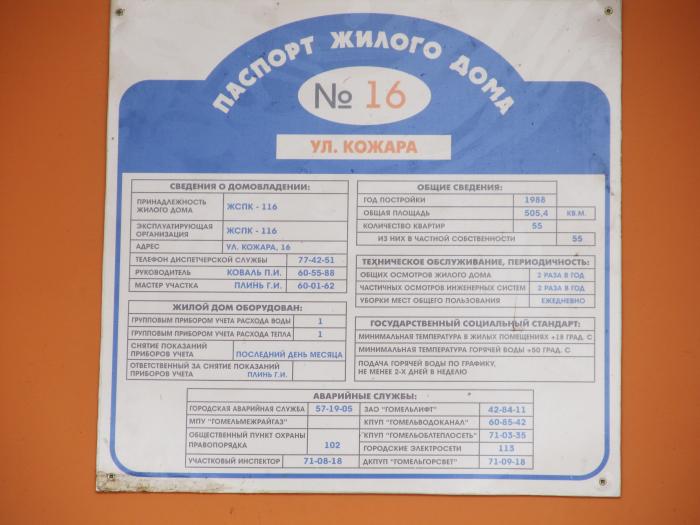 ПАСПОРТ ЖИЛОГО ДОМА
№ 16
УЛ. КОЖАРА
СВЕДЕНИЯ О ДОМОВЛАДЕНИИ:
ПРИНАДЛЕЖНОСТЬ
ЖИЛОГО ДОМА
ЖСПК - 116
ЭКСПЛУАТИРУЮЩАЯ
ОРГАНИЗАЦИЯ
ЖСПК - 116
АДРЕС УЛ. КОЖАРА, 16
ТЕЛЕФОН ДИСПЕТЧЕРСКОЙ СЛУЖБЫ 77-42-51
РУКОВОДИТЕЛЬ КОВАЛЬ П.И. 60-55-88
МАСТЕР УЧАСТКА ПЛИНЬ Г.И. 60-01-62
ЖИЛОЙ ДОМ ОБОРУДОВАН:
ГРУППОВЫМ ПРИБОРОМ УЧЕТА РАСХОДА ВОДЫ 1
ГРУППОВЫМ ПРИБОРОМ УЧЕТА РАСХОДА ТЕПЛА 1
СНЯТИЕ ПОКАЗАНИЙ
ПРИБОРОВ УЧЕТА ПОСЛЕДНИЙ ДЕНЬ МЕСЯЦА
ОТВЕТСТВЕННЫЙ ЗА СНЯТИЕ ПОКАЗАНИЙ
ПРИБОРОВ УЧЕТА ПЛИНЬ Г.И.
ОБЩИЕ СВЕДЕНИЯ:
ГОД ПОСТРОЙКИ 1988
ОБЩАЯ ПЛОЩАДЬ 505,4 КВ.М.
КОЛИЧЕСТВО КВАРТИР 55
ИЗ НИХ В ЧАСТНОЙ СОБСТВЕННОСТИ 55
ТЕХНИЧЕСКОЕ ОБСЛУЖИВАНИЕ, ПЕРИОДИЧНОСТЬ:
ОБЩИХ ОСМОТРОВ ЖИЛОГО ДОМА 2 РАЗА В ГОД
ЧАСТИЧНЫХ ОСМОТРОВ ИНЖЕНЕРНЫХ СИСТЕМ 2 РАЗА В ГОД
УБОРКИ МЕСТ ОБЩЕГО ПОЛЬЗОВАНИЯ ЕЖЕДНЕВНО
ГОСУДАРСТВЕННЫЙ СОЦИАЛЬНЫЙ СТАНДАРТ:
МИНИМАЛЬНАЯ ТЕМПЕРАТУРА В ЖИЛЫХ ПОМЕЩЕНИЯХ +18 ГРАД. С
МИНИМАЛЬНАЯ ТЕМПЕРАТУРА ГОРЯЧЕЙ ВОДЫ +50 ГРАД. С
ПОДАЧА ГОРЯЧЕЙ ВОДЫ ПО ГРАФИКУ,
НЕ МЕНЕЕ 2-Х ДНЕЙ В НЕДЕЛЮ
АВАРИЙНЫЕ СЛУЖБЫ:
ГОРОДСКАЯ АВАРИЙНАЯ СЛУЖБА 57-19-05
МПУ "ГОМЕЛЬМЕЖРАЙГАЗ"
ОБЩЕСТВЕННЫЙ ПУНКТ ОХРАНЫ
ПРАВОПОРЯДКА 102
УЧАСТКОВЫЙ ИНСПЕКТОР 71-08-18
ЗАО "ГОМЕЛЬЛИФТ" 42-84-11
КПУП "ГОМЕЛЬВОДОКАНАЛ" 60-85-42
КПУП "ГОМЕЛЬОБЛТЕПЛОСЕТЬ" 71-03-35
ГОРОДСКИЕ ЭЛЕКТРОСЕТИ 113
ДКПУП "ГОМЕЛЬГОРСВЕТ" 71-09-18